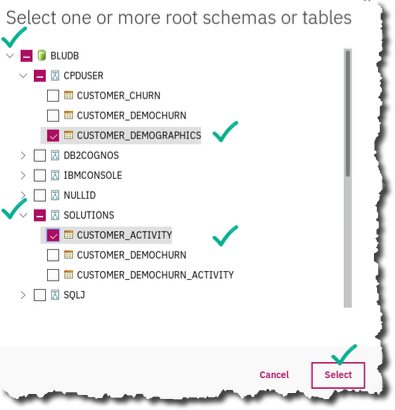 Select one or more root schemas or tables
BLUDB
CPDUSER
CUSTOMER_CHURN
CUSTOMER_DEMOCHURN
CUSTOMER_DEMOGRAPHICS
DB2COGNOS
IBMCONSOLE
NULLID
SOLUTIONS
CUSTOMER_ACTIVITY
CUSTOMER_DEMOCHURN
CUSTOMER_DEMOCHURN_ACTIVITY
SQLJ
Cancel Select